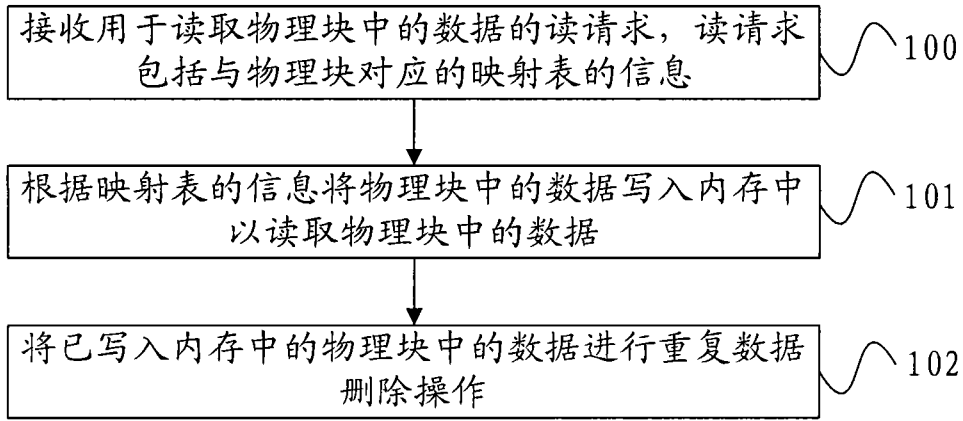 接收用于读取物理块中的数据的读请求，读请求
包括与物理块对应的映射表的信息
100
根据映射表的信息将物理块中的数据写入内存中
以读取物理块中的数据
101
将已写入内存中的物理块中的数据进行重复数据
删除操作
102